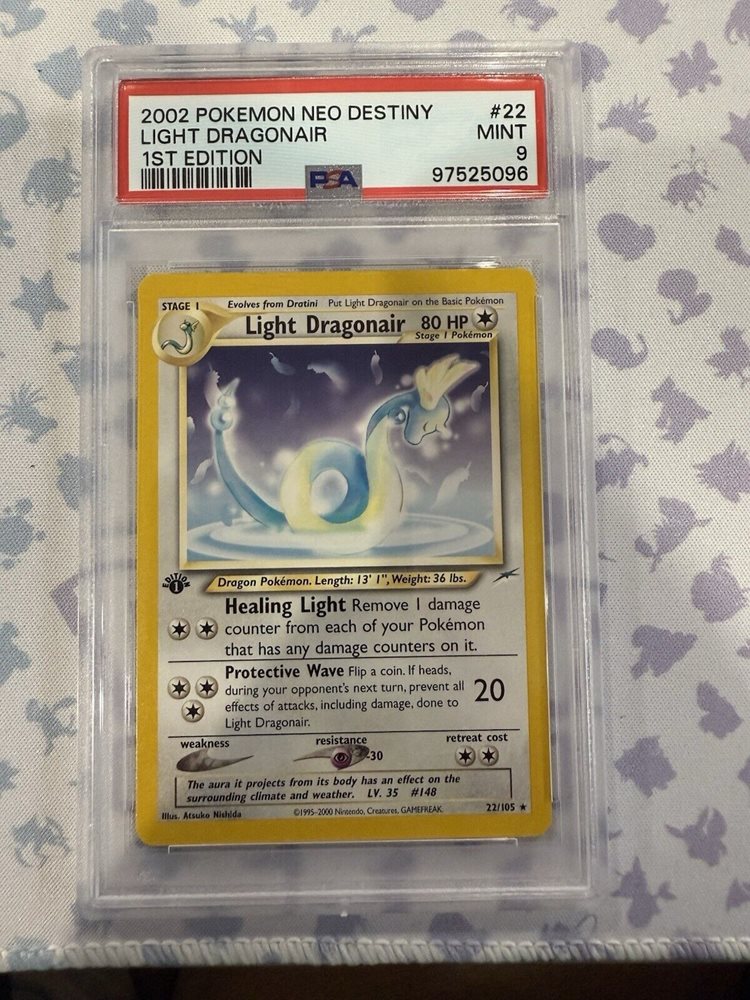 2002 POKEMON NEO DESTINY #22
LIGHT DRAGONAIR MINT
1ST EDITION 9
PSA 97525096
STAGE 1 Evolves from Dratini Put Light Dragonair on the Basic Pokémon
Light Dragonair 80 HP
Stage 1 Pokémon
EDITION
1
Dragon Pokémon. Length: 13' 1", Weight: 36 lbs.
Healing Light Remove 1 damage
counter from each of your Pokémon
that has any damage counters on it.
Protective Wave Flip a coin. If heads,
during your opponent's next turn, prevent all
effects of attacks, including damage, done to
Light Dragonair.
20
weakness resistance retreat cost
-30
The aura it projects from its body has an effect on the
surrounding climate and weather. LV. 35 #148
Illus. Atsuko Nishida ©1995-2000 Nintendo, Creatures, GAMEFREAK. 22/105 ★